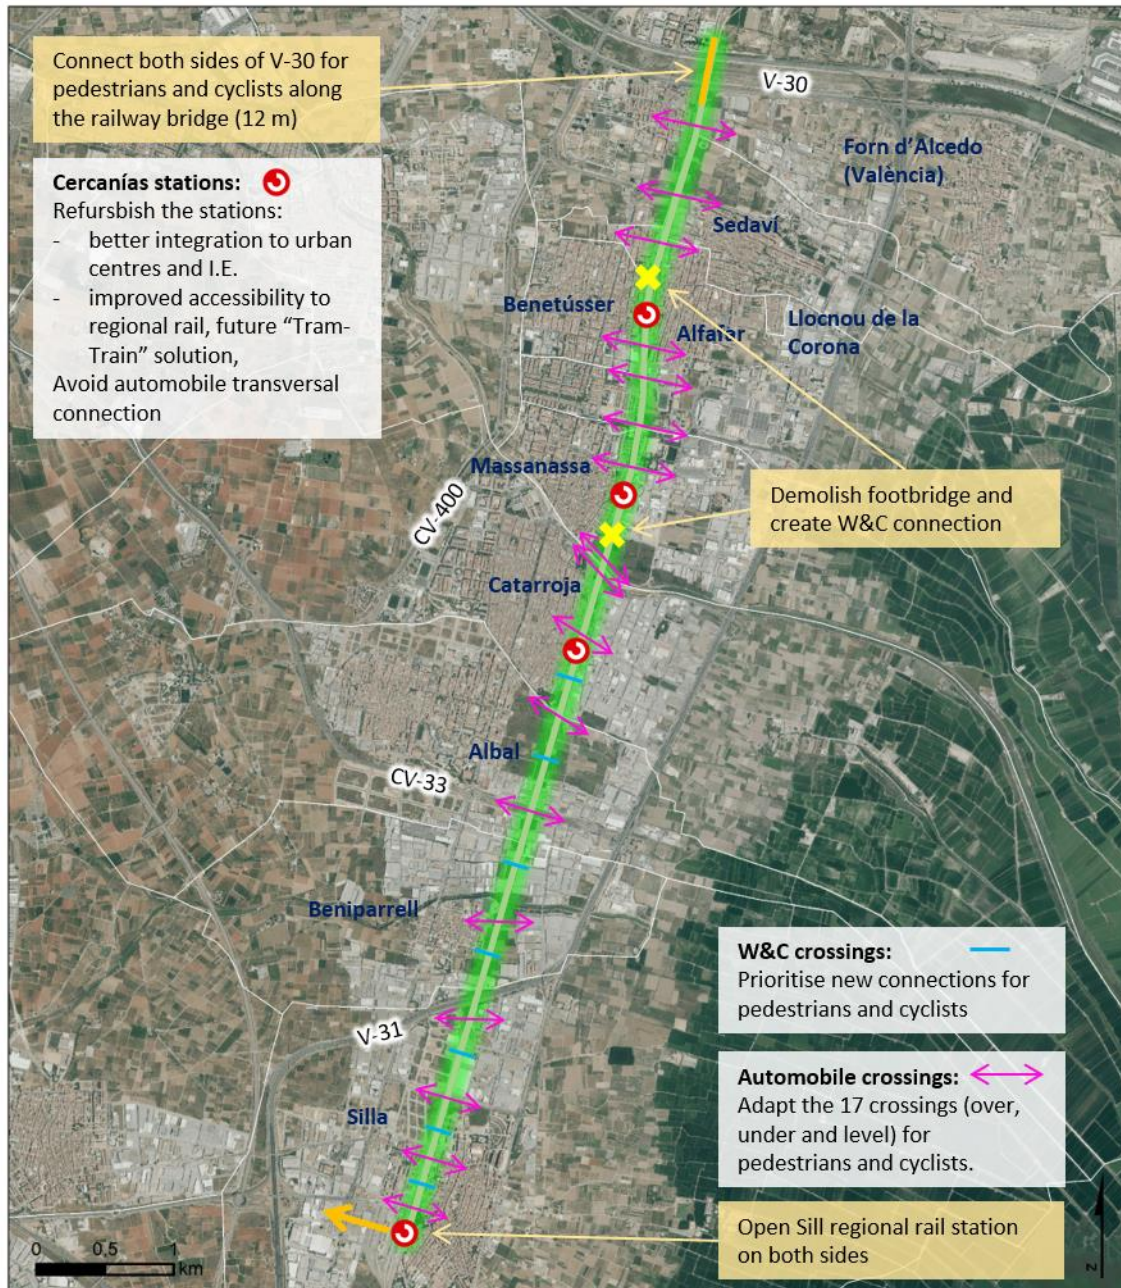 Connect both sides of V-30 for
pedestrians and cyclists along
the railway bridge (12 m)
V-30
Cercanías stations:
Refursbish the stations:
- better integration to urban
centres and I.E.
- improved accessibility to
regional rail, future “Tram-
Train” solution,
Avoid automobile transversal
connection
Forn d’Alcedo
(València)
Sedaví
Benetússer
Alfafar
Llocnou de la
Corona
Massanassa
CV-400
Demolish footbridge and
create W&C connection
Catarroja
Albal
CV-33
Beniparrell
W&C crossings:
Prioritise new connections for
pedestrians and cyclists
V-31
Automobile crossings:
Adapt the 17 crossings (over,
under and level) for
pedestrians and cyclists.
Silla
Open Sill regional rail station
on both sides
0 0,5 1
km
N